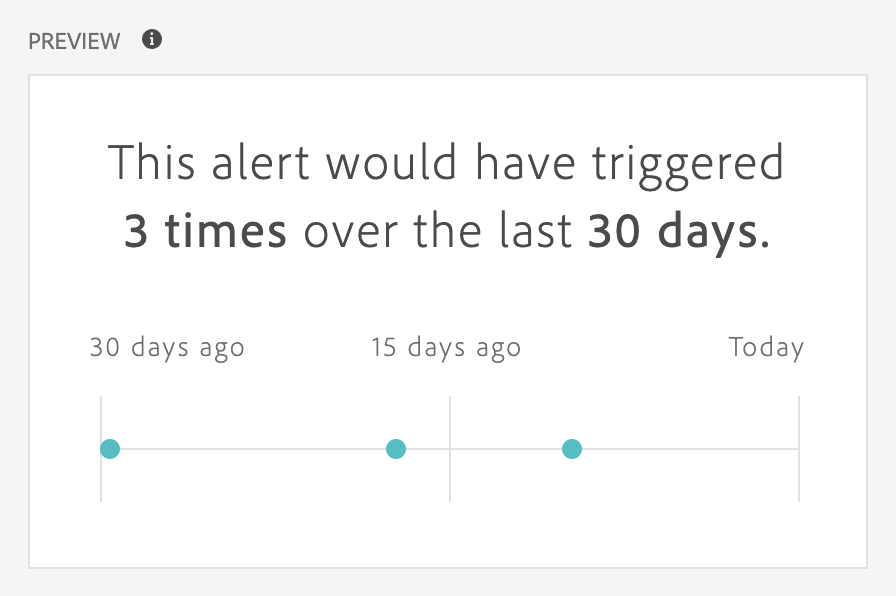 PREVIEW
This alert would have triggered
3 times over the last 30 days.
30 days ago 15 days ago Today